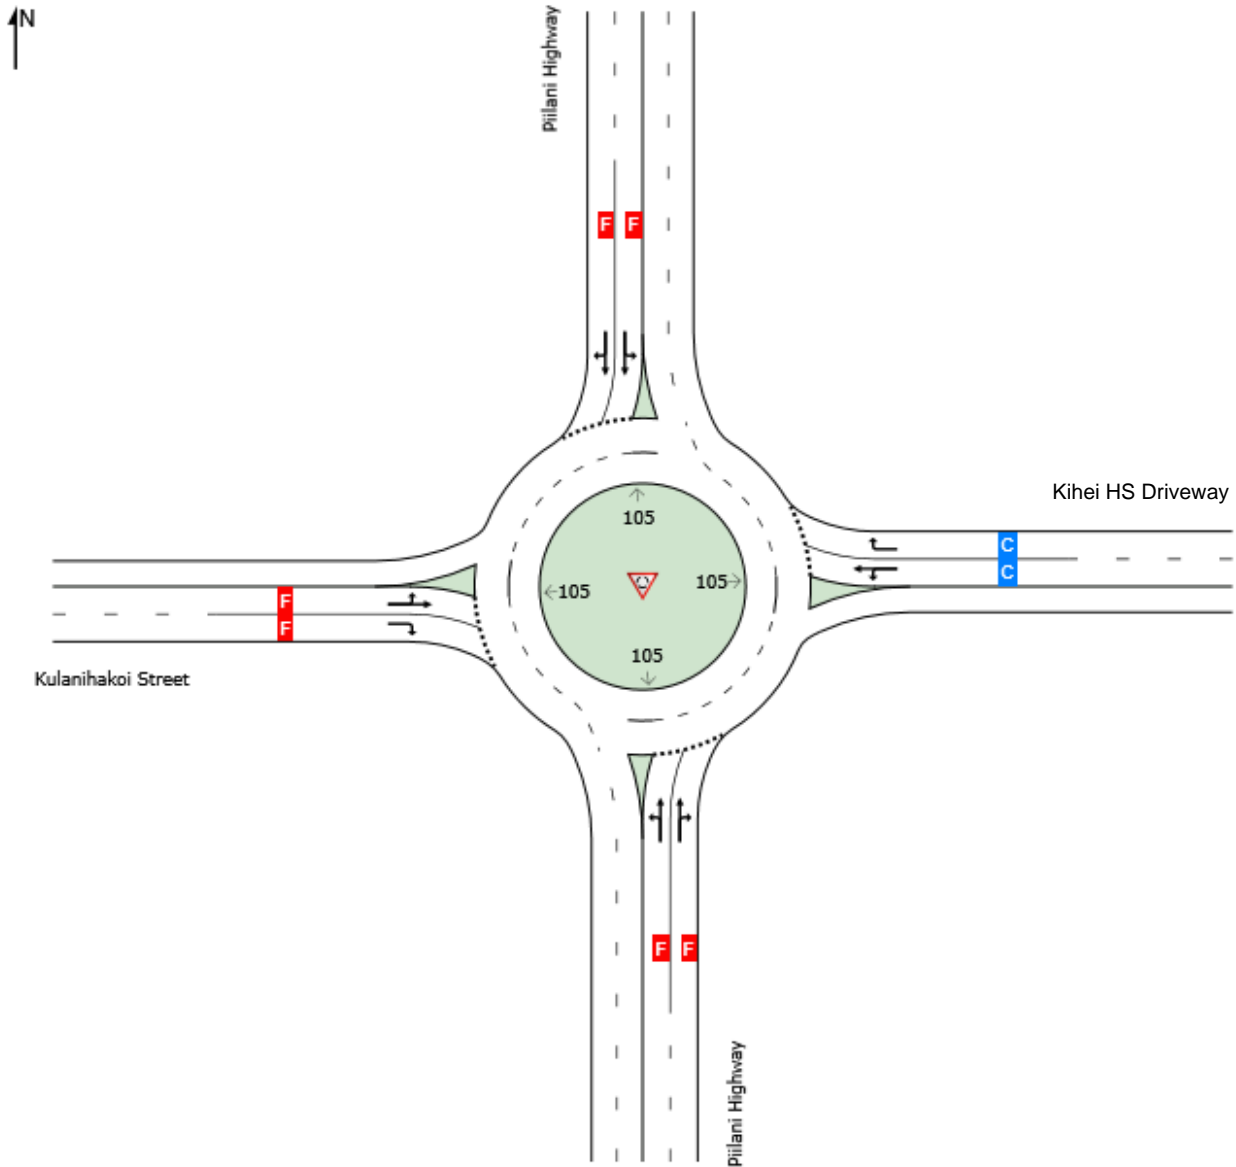 N
Piilani Highway
F F
Kihei HS Driveway
105
C
C
105
105
F
F
105
Kulanihakoi Street
F F
Piilani Highway